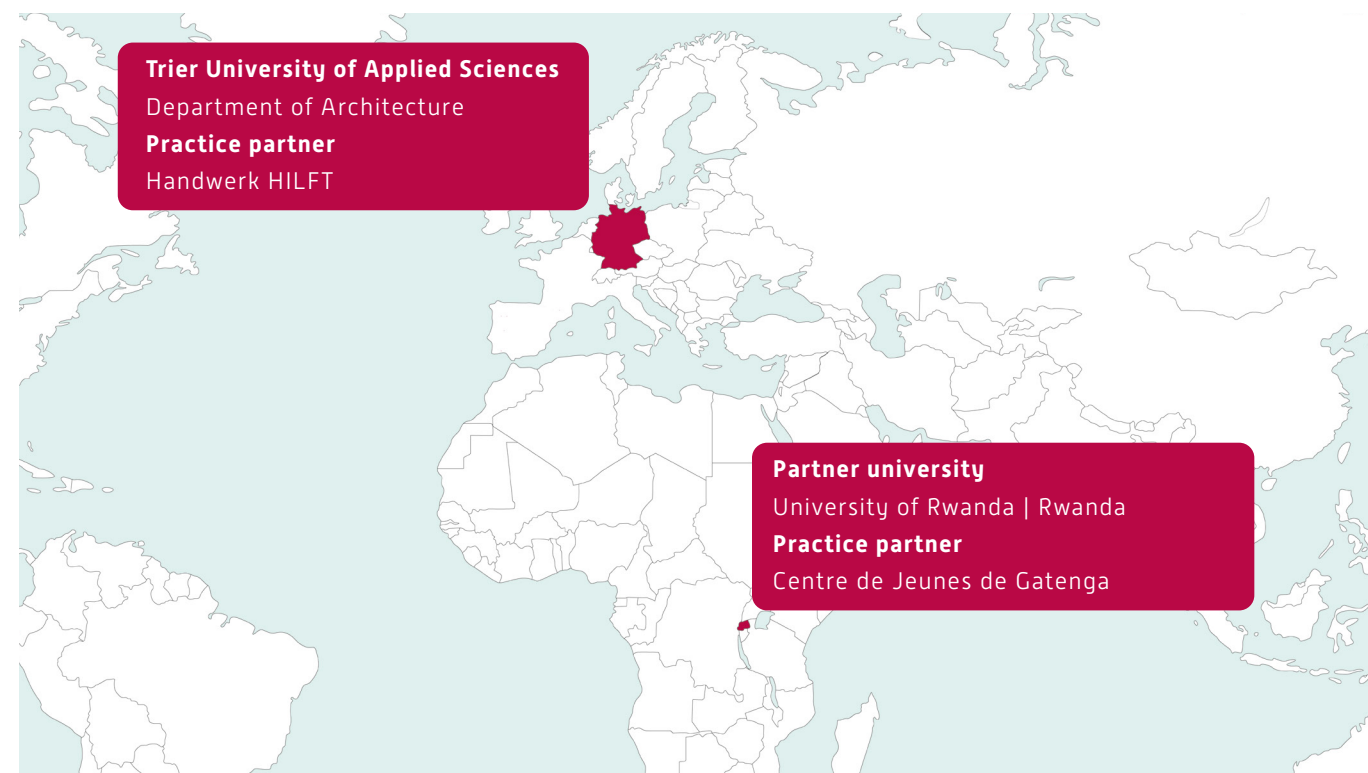 Trier University of Applied Sciences
Department of Architecture
Practice partner
Handwerk HILFT
Partner university
University of Rwanda | Rwanda
Practice partner
Centre de Jeunes de Gatenga